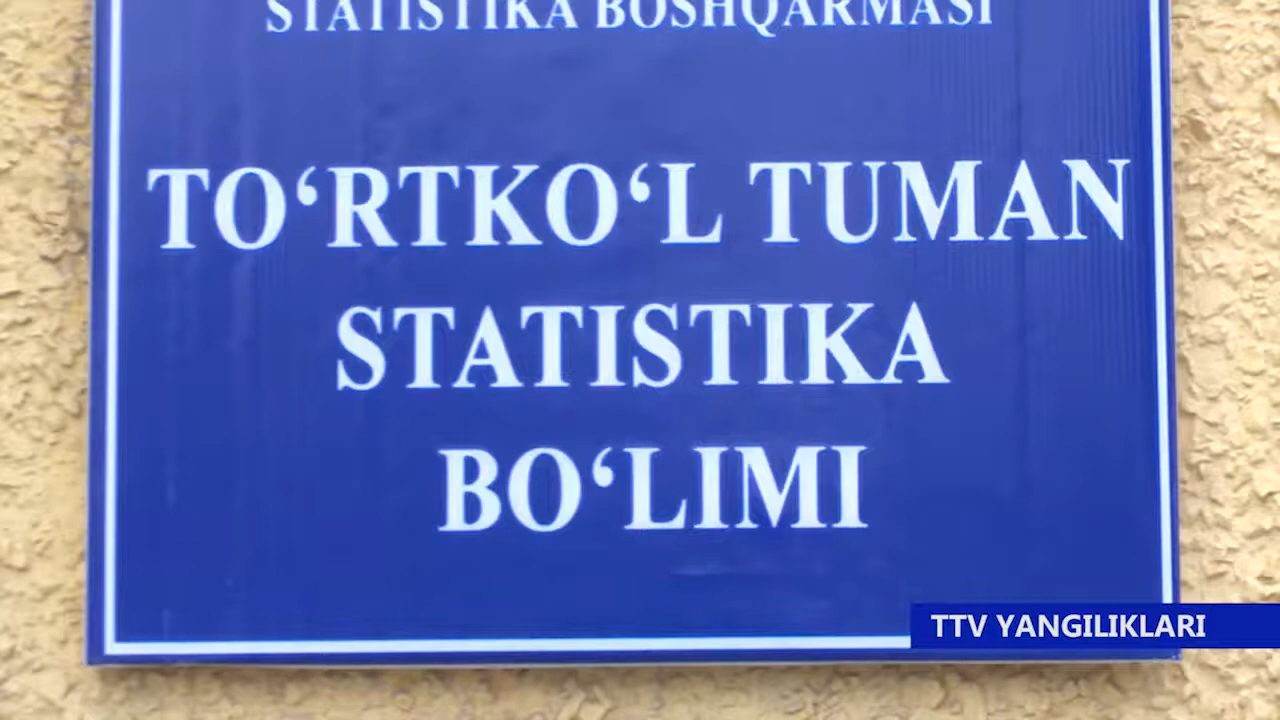 STATISTIKA BOSHQARMASI
TO‘RTKO‘L TUMAN
STATISTIKA
BO‘LIMI
TTV YANGILIKLARI